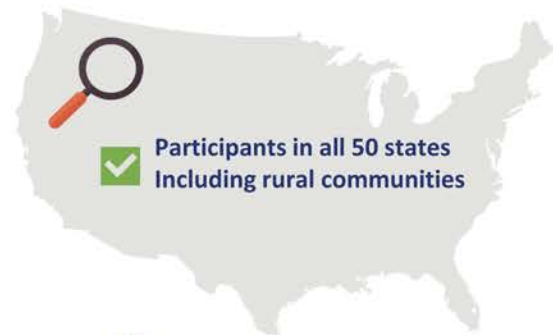 Participants in all 50 states
Including rural communities